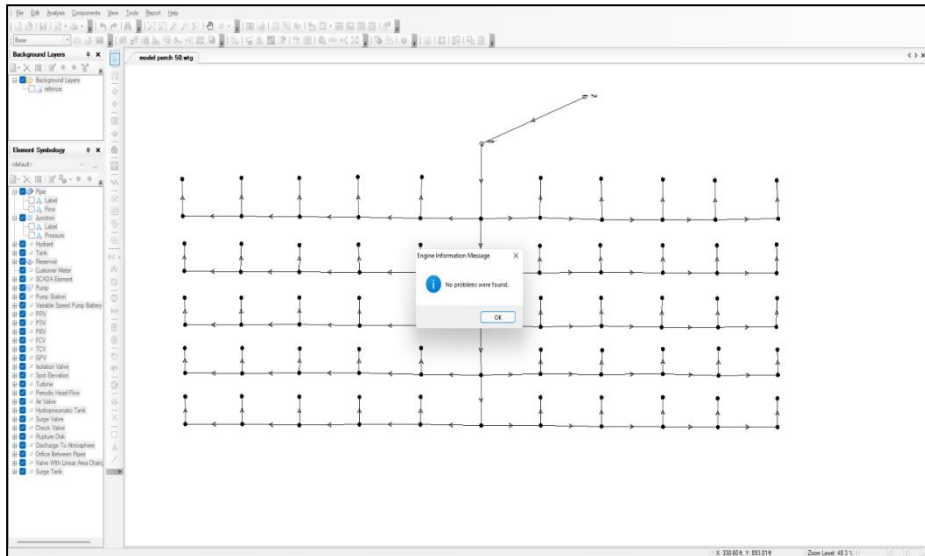 File Edit Analysis Components View Tools Report Help
Base
Background Layers
Background Layers
refence
model perch 50.wtg
Element Symbology
<default>
Pipe
Label
Flow
Junction
Label
Pressure
Hydrant
Tank
Reservoir
Customer Meter
SCADA Element
Pump
Pump Station
Variable Speed Pump Battery
PRV
PSV
PBV
FCV
TCV
GPV
Isolation Valve
Spot Elevation
Turbine
Periodic Head-Flow
Air Valve
Hydropneumatic Tank
Surge Valve
Check Valve
Rupture Disk
Discharge To Atmosphere
Orifice Between Pipes
Valve With Linear Area Chang
Surge Tank
Engine Information Message
No problems were found.
OK
Zoom Level: 40.3 %